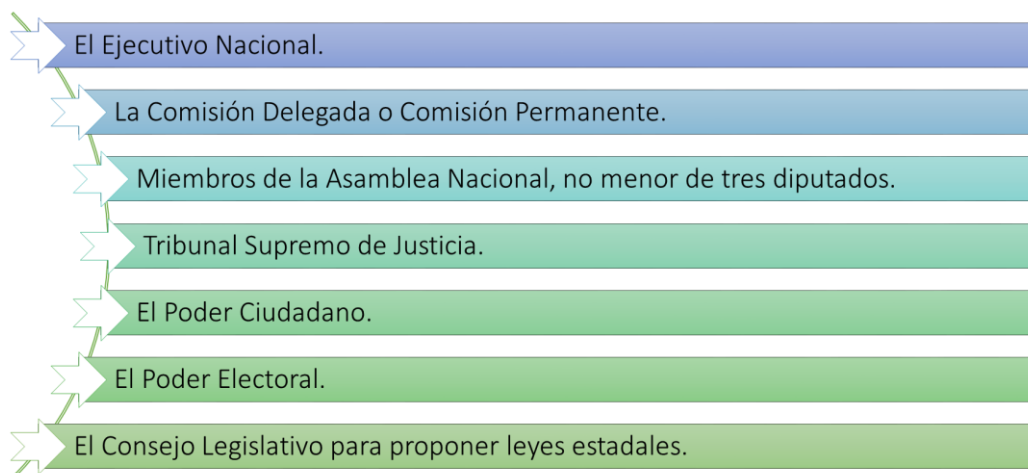 El Ejecutivo Nacional.
La Comisión Delegada o Comisión Permanente.
Miembros de la Asamblea Nacional, no menor de tres diputados.
Tribunal Supremo de Justicia.
El Poder Ciudadano.
El Poder Electoral.
El Consejo Legislativo para proponer leyes estadales.